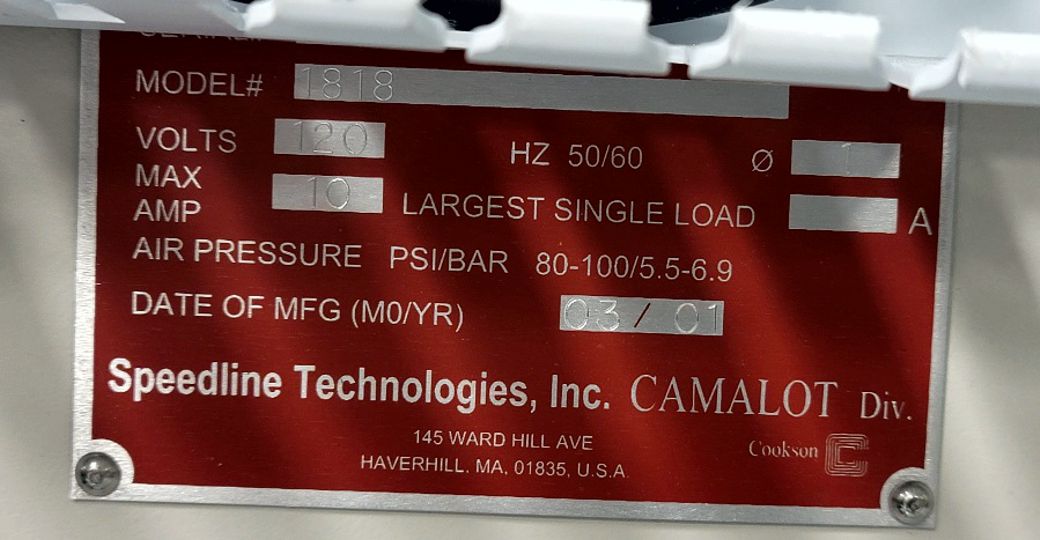 SERIAL#
MODEL# 1818
VOLTS 120 HZ 50/60 Ø 1
MAX
AMP 10 LARGEST SINGLE LOAD A
AIR PRESSURE PSI/BAR 80-100/5.5-6.9
DATE OF MFG (M0/YR) 03/01
Speedline Technologies, Inc. CAMALOT Div.
145 WARD HILL AVE
HAVERHILL. MA, 01835, U.S.A.
Cookson